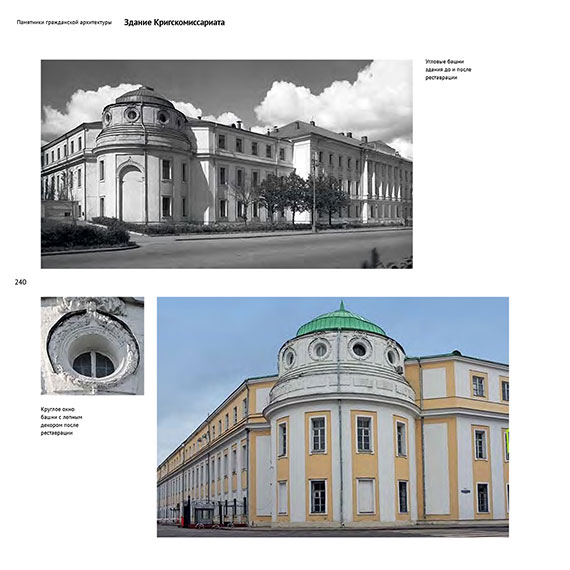 Памятники гражданской архитектуры Здание Кригскомиссариата
Угловые башни
здания до и после
реставрации
240
Круглое окно
башни с лепным
декором после
реставрации